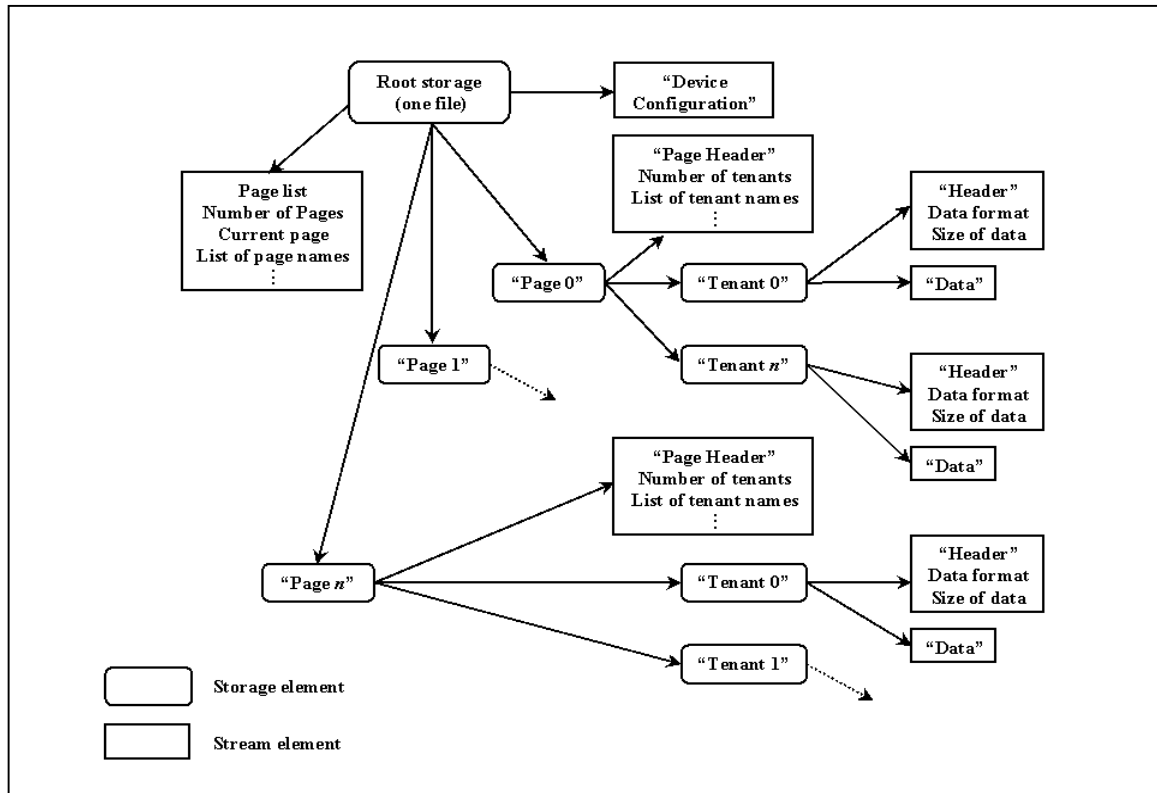 Root storage
(one file)
“Device
Configuration”
“Page Header”
Number of tenants
List of tenant names
⋮
Page list
Number of Pages
Current page
List of page names
⋮
“Header”
Data format
Size of data
“Page 0”
“Tenant 0”
“Data”
“Page 1”
“Tenant n”
“Header”
Data format
Size of data
“Data”
“Page Header”
Number of tenants
List of tenant names
⋮
“Page n”
“Tenant 0”
“Header”
Data format
Size of data
“Data”
“Tenant 1”
Storage element
Stream element